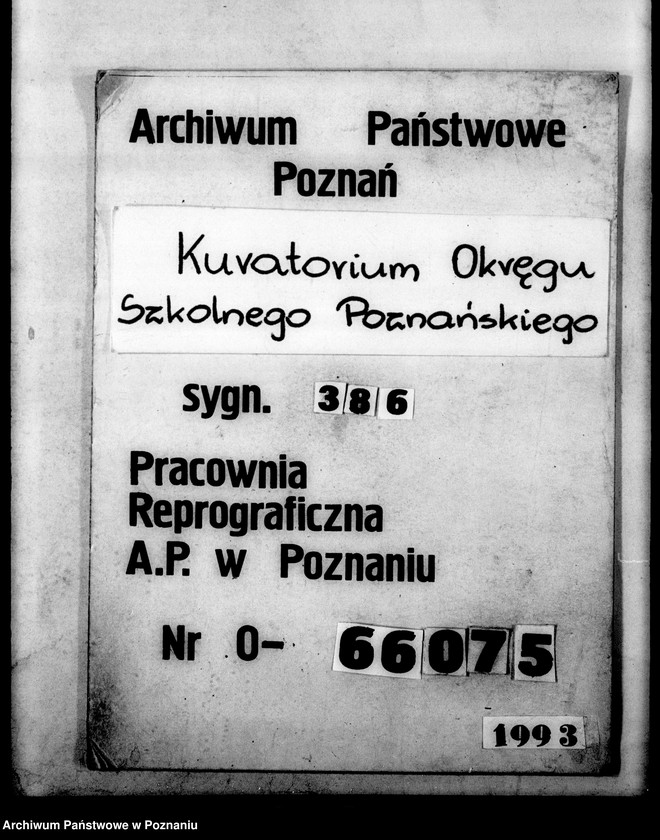 Archiwum Państwowe
Poznań
Kuratorium Okręgu
Szkolnego Poznańskiego
sygn. 386
Pracownia
Reprograficzna
A.P. w Poznaniu
Nr 0- 66075
1993
Archiwum Państwowe w Poznaniu